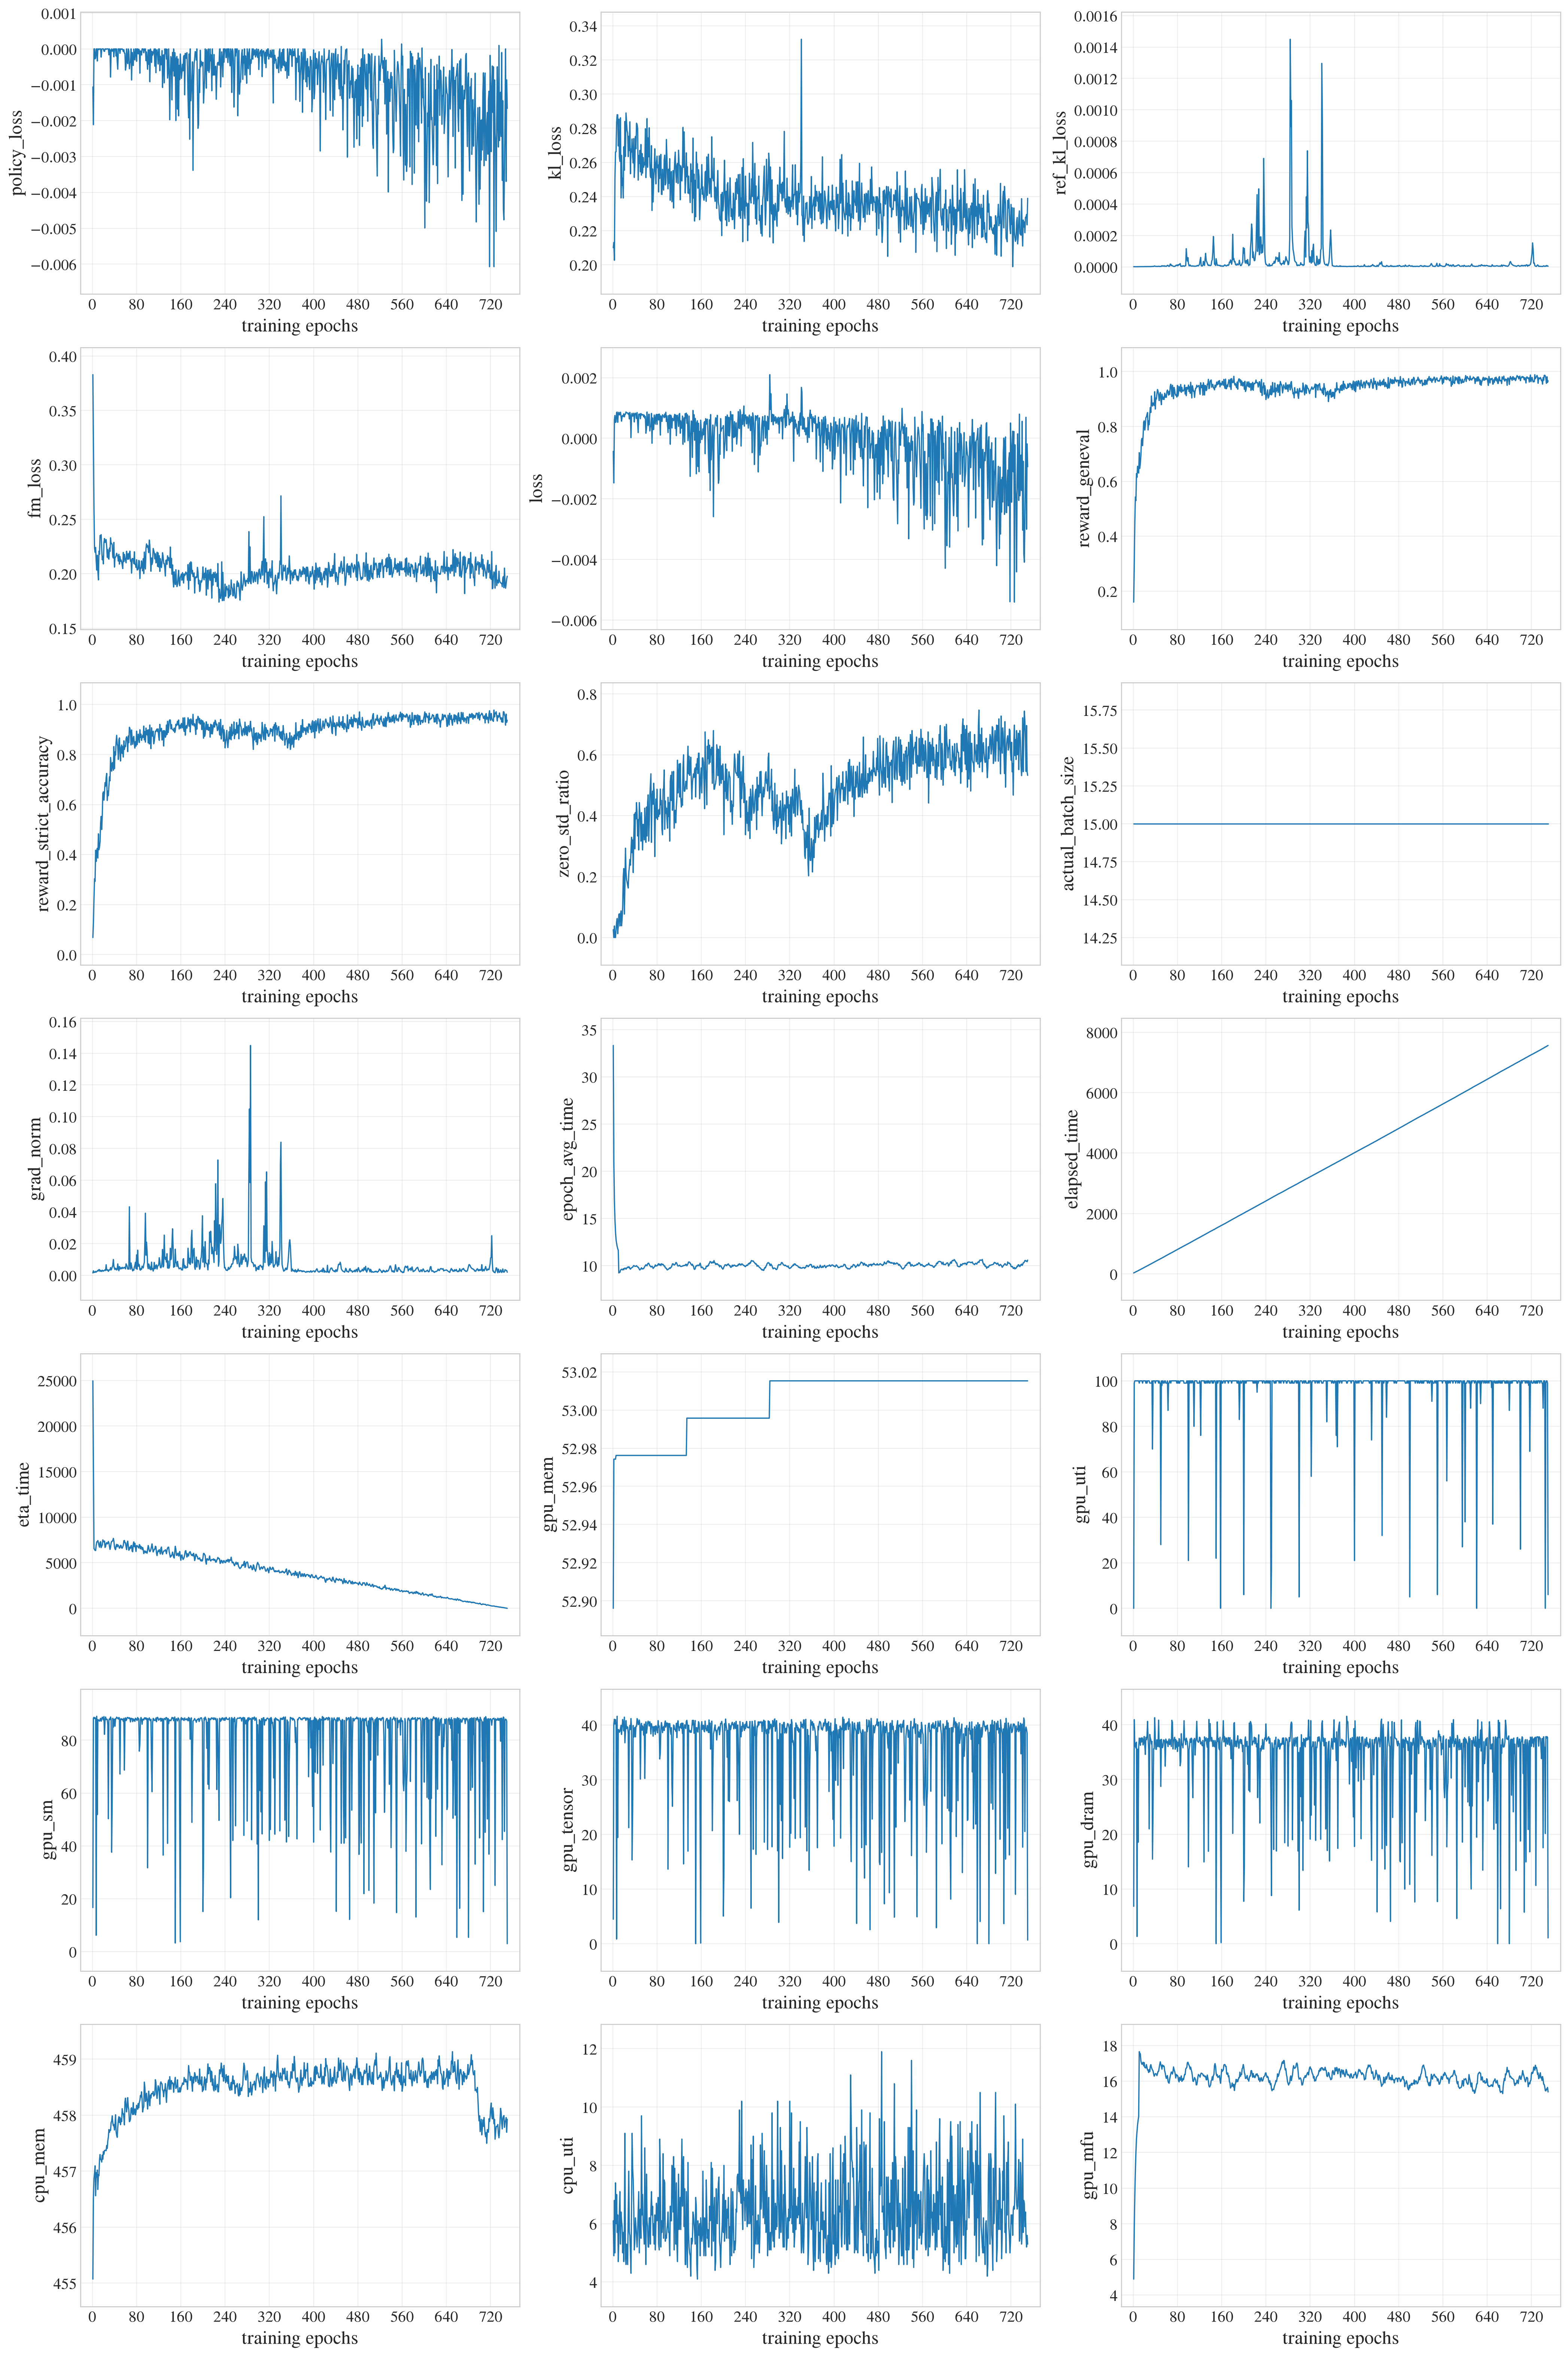 policy_loss
0.001
0.000
−0.001
−0.002
−0.003
−0.004
−0.005
−0.006
0 80 160 240 320 400 480 560 640 720
training epochs
kl_loss
0.34
0.32
0.30
0.28
0.26
0.24
0.22
0.20
0 80 160 240 320 400 480 560 640 720
training epochs
ref_kl_loss
0.0016
0.0014
0.0012
0.0010
0.0008
0.0006
0.0004
0.0002
0.0000
0 80 160 240 320 400 480 560 640 720
training epochs
fm_loss
0.40
0.35
0.30
0.25
0.20
0.15
0 80 160 240 320 400 480 560 640 720
training epochs
loss
0.002
0.000
−0.002
−0.004
−0.006
0 80 160 240 320 400 480 560 640 720
training epochs
reward_geneval
1.0
0.8
0.6
0.4
0.2
0 80 160 240 320 400 480 560 640 720
training epochs
reward_strict_accuracy
1.0
0.8
0.6
0.4
0.2
0.0
0 80 160 240 320 400 480 560 640 720
training epochs
zero_std_ratio
0.8
0.6
0.4
0.2
0.0
0 80 160 240 320 400 480 560 640 720
training epochs
actual_batch_size
15.75
15.50
15.25
15.00
14.75
14.50
14.25
0 80 160 240 320 400 480 560 640 720
training epochs
grad_norm
0.16
0.14
0.12
0.10
0.08
0.06
0.04
0.02
0.00
0 80 160 240 320 400 480 560 640 720
training epochs
epoch_avg_time
35
30
25
20
15
10
0 80 160 240 320 400 480 560 640 720
training epochs
elapsed_time
8000
6000
4000
2000
0
0 80 160 240 320 400 480 560 640 720
training epochs
eta_time
25000
20000
15000
10000
5000
0
0 80 160 240 320 400 480 560 640 720
training epochs
gpu_mem
53.02
53.00
52.98
52.96
52.94
52.92
52.90
0 80 160 240 320 400 480 560 640 720
training epochs
gpu_uti
100
80
60
40
20
0
0 80 160 240 320 400 480 560 640 720
training epochs
gpu_sm
80
60
40
20
0
0 80 160 240 320 400 480 560 640 720
training epochs
gpu_tensor
40
30
20
10
0
0 80 160 240 320 400 480 560 640 720
training epochs
gpu_dram
40
30
20
10
0
0 80 160 240 320 400 480 560 640 720
training epochs
cpu_mem
459
458
457
456
455
0 80 160 240 320 400 480 560 640 720
training epochs
cpu_uti
12
10
8
6
4
0 80 160 240 320 400 480 560 640 720
training epochs
gpu_mfu
18
16
14
12
10
8
6
4
0 80 160 240 320 400 480 560 640 720
training epochs